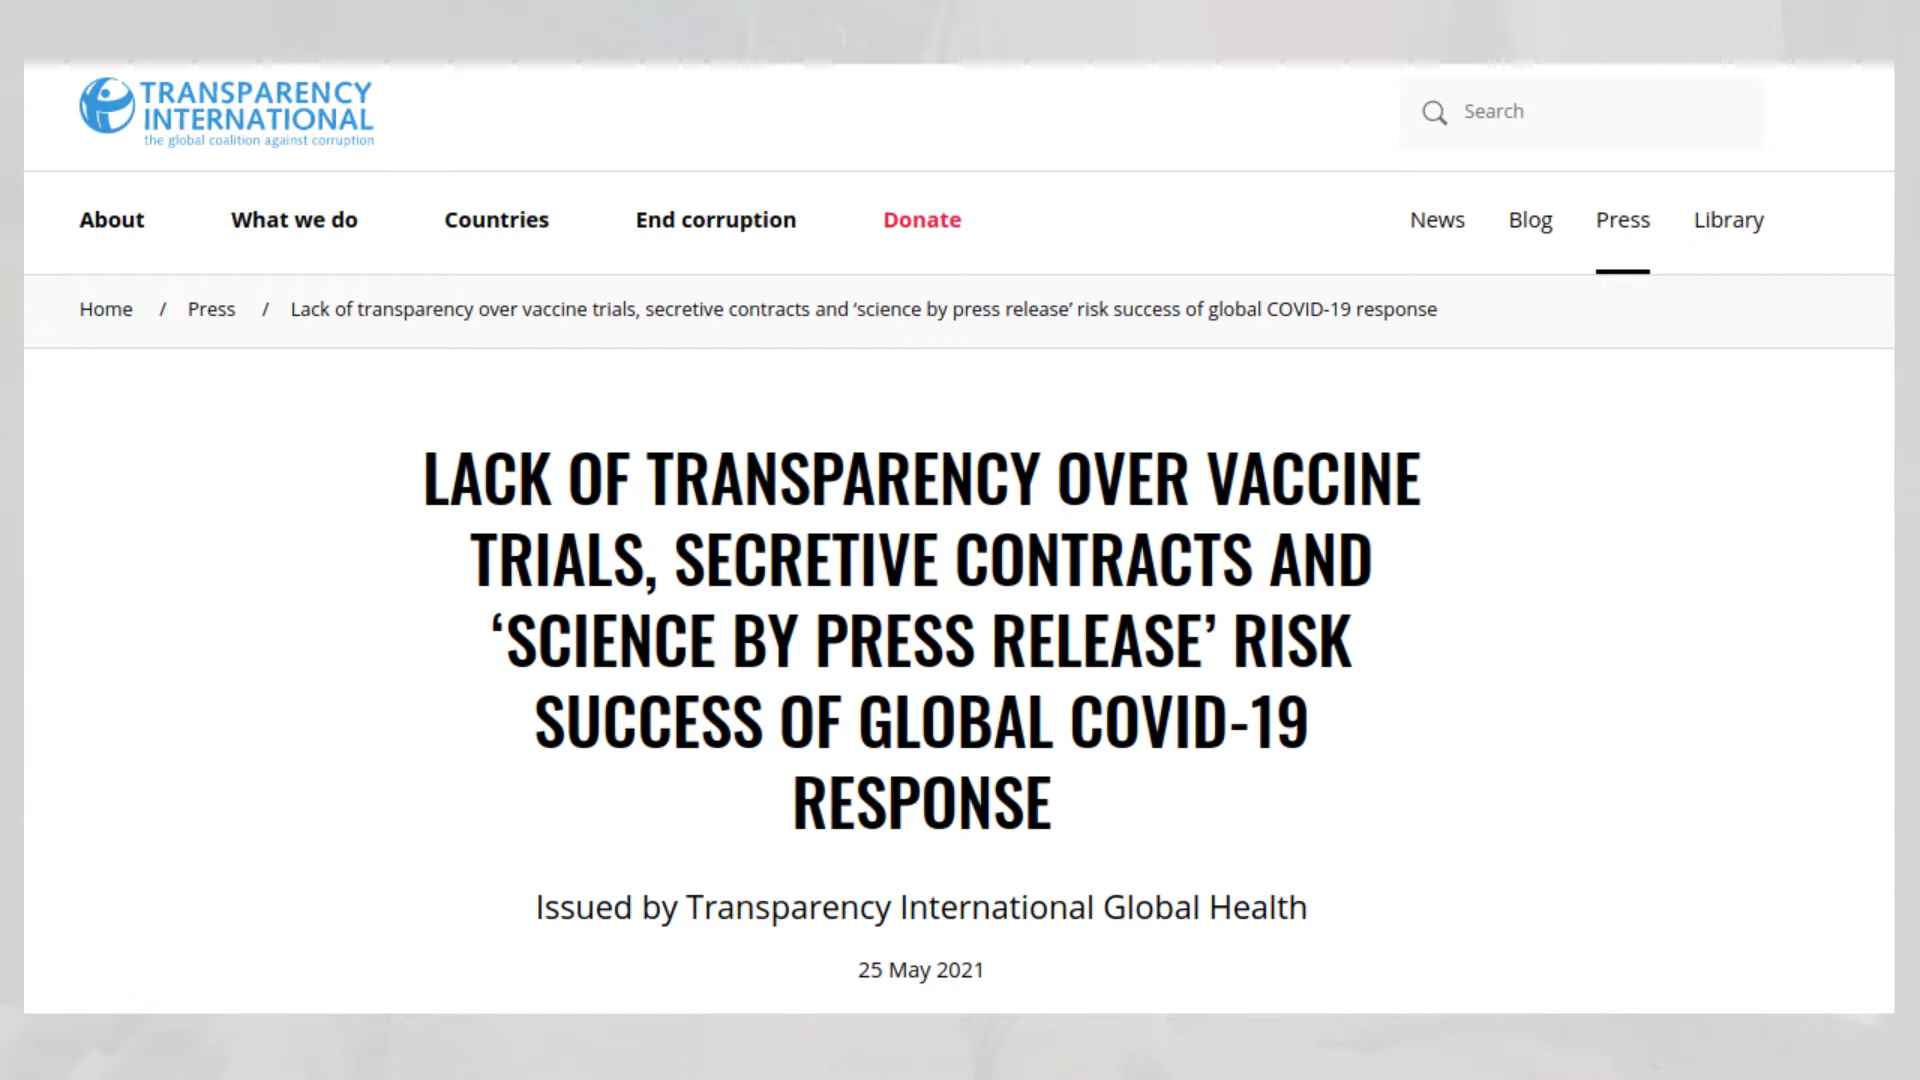 TRANSPARENCY
INTERNATIONAL
the global coalition against corruption
Search
About What we do Countries End corruption Donate News Blog Press Library
Home / Press / Lack of transparency over vaccine trials, secretive contracts and ‘science by press release’ risk success of global COVID-19 response
LACK OF TRANSPARENCY OVER VACCINE
TRIALS, SECRETIVE CONTRACTS AND
‘SCIENCE BY PRESS RELEASE’ RISK
SUCCESS OF GLOBAL COVID-19
RESPONSE
Issued by Transparency International Global Health
25 May 2021